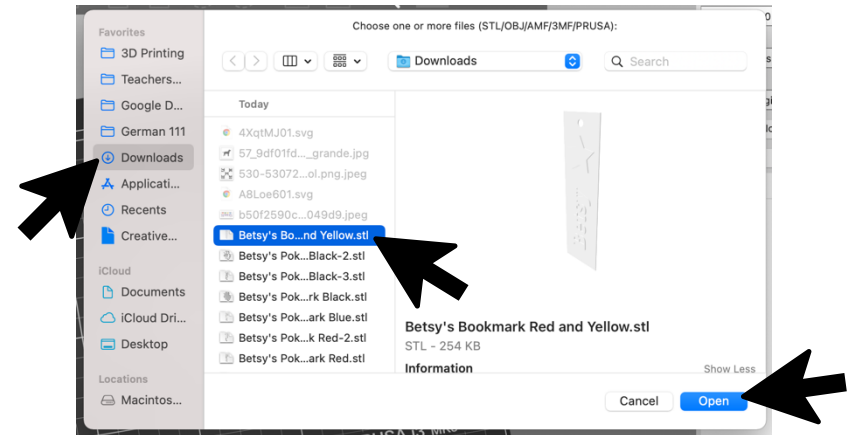 Choose one or more files (STL/OBJ/AMF/3MF/PRUSA):
Favorites
3D Printing
Teachers...
Google D...
German 111
Downloads
Applicati...
Recents
Creative...
iCloud
Documents
iCloud Dri...
Desktop
Locations
Macintos...
Downloads
Search
Today
4XqtMJ01.svg
57_9df01fd..._grande.jpg
530-53072...ol.png.jpeg
A8Loe601.svg
b50f2590c...049d9.jpeg
Betsy's Bo...nd Yellow.stl
Betsy's Pok...Black-2.stl
Betsy's Pok...Black-3.stl
Betsy's Pok...rk Black.stl
Betsy's Pok...ark Blue.stl
Betsy's Pok...k Red-2.stl
Betsy's Pok...ark Red.stl
Betsy's Bookmark Red and Yellow.stl
STL - 254 KB
Information
Show Less
Cancel
Open